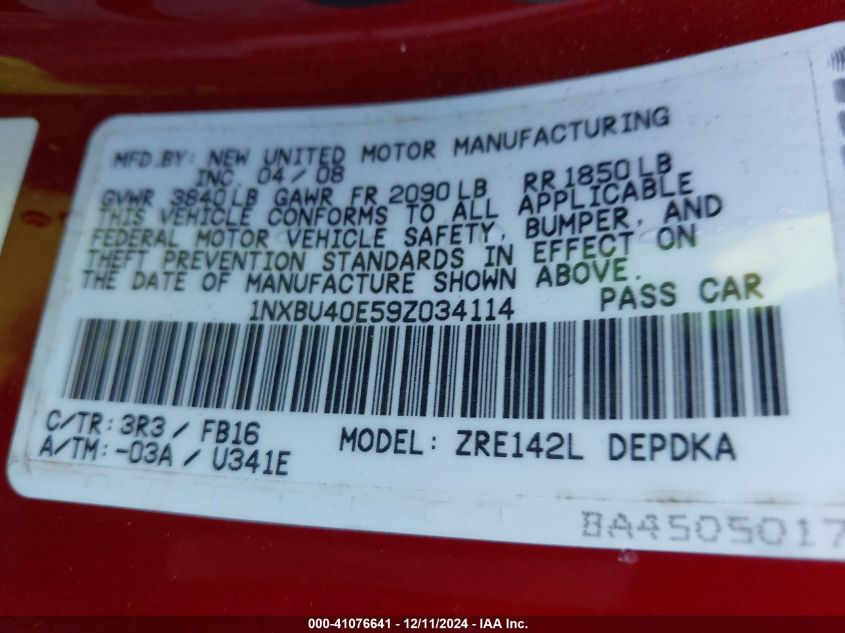 MFD.BY: NEW UNITED MOTOR MANUFACTURING
INC 04/08
GVWR 3840LB GAWR FR 2090LB RR1850LB
THIS VEHICLE CONFORMS TO ALL APPLICABLE
FEDERAL MOTOR VEHICLE SAFETY, BUMPER, AND
THEFT PREVENTION STANDARDS IN EFFECT ON
THE DATE OF MANUFACTURE SHOWN ABOVE.
1NXBU40E59Z034114 PASS CAR
C/TR: 3R3 / FB16
A/TM:-03A / U341E
MODEL: ZRE142L DEPDKA
BA4505017
000-41076641 - 12/11/2024 - IAA Inc.